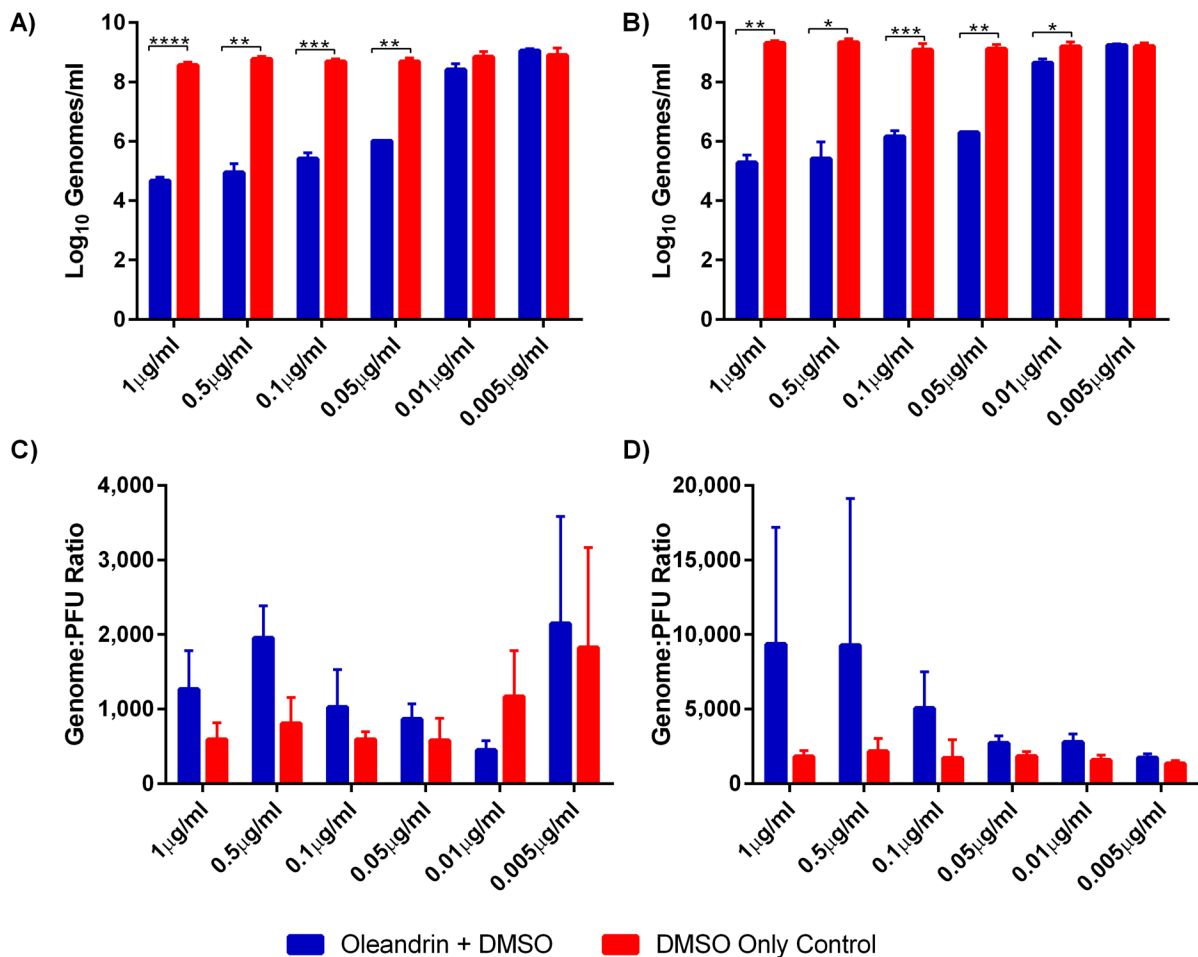 A)
Log10 Genomes/ml
10
8
6
4
2
0
**** ** *** **
1µg/ml 0.5µg/ml 0.1µg/ml 0.05µg/ml 0.01µg/ml 0.005µg/ml
B)
Log10 Genomes/ml
10
8
6
4
2
0
** * *** ** *
1µg/ml 0.5µg/ml 0.1µg/ml 0.05µg/ml 0.01µg/ml 0.005µg/ml
C)
Genome:PFU Ratio
4,000
3,000
2,000
1,000
0
1µg/ml 0.5µg/ml 0.1µg/ml 0.05µg/ml 0.01µg/ml 0.005µg/ml
D)
Genome:PFU Ratio
20,000
15,000
10,000
5,000
0
1µg/ml 0.5µg/ml 0.1µg/ml 0.05µg/ml 0.01µg/ml 0.005µg/ml
Oleandrin + DMSO DMSO Only Control